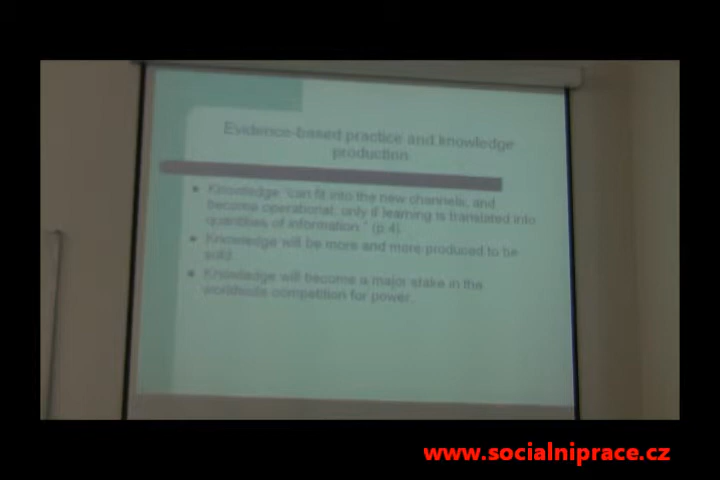 Evidence-based practice and knowledge
production
Knowledge "can fit into the new channels, and
become operational, only if learning is translated into
quantities of information." (p.4)
Knowledge will be more and more produced to be
sold.
Knowledge will become a major stake in the
worldwide competition for power.
www.socialniprace.cz